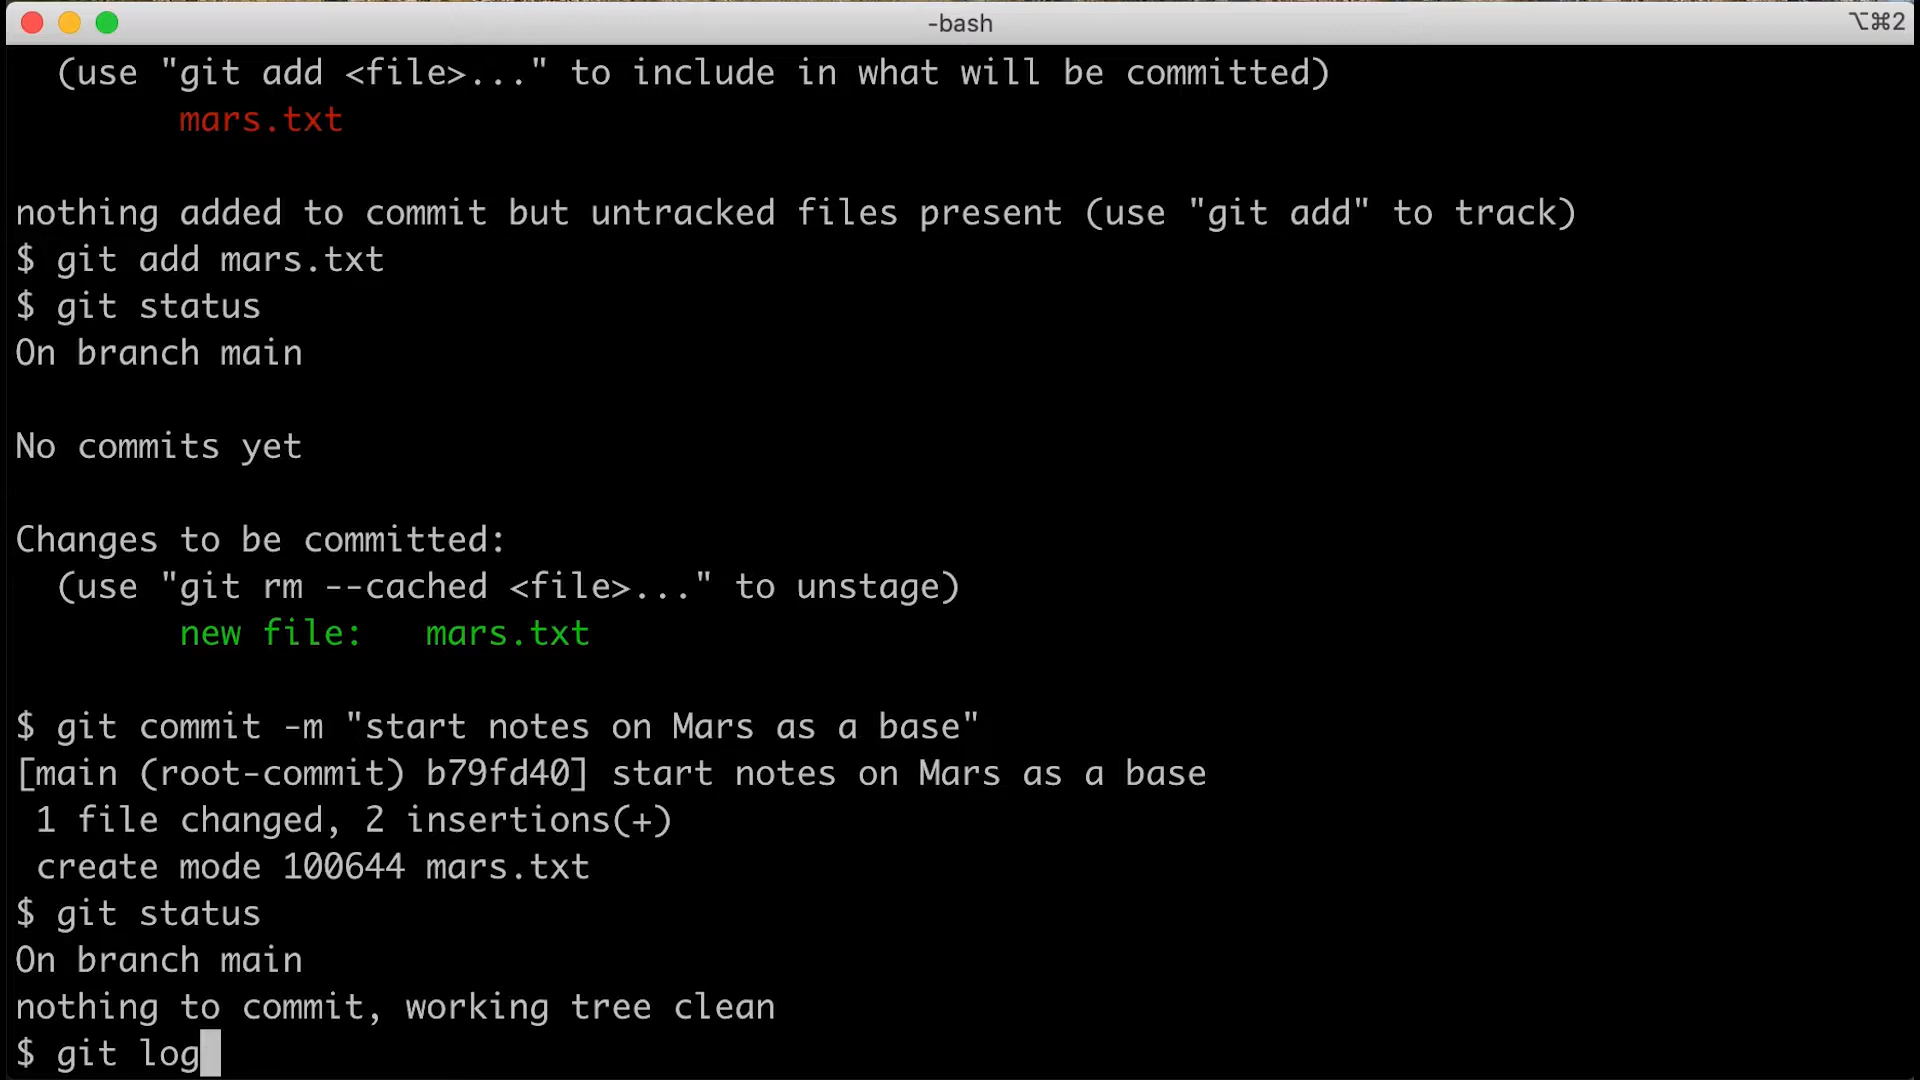 -bash
⌥⌘2
(use "git add <file>..." to include in what will be committed)
mars.txt
nothing added to commit but untracked files present (use "git add" to track)
$ git add mars.txt
$ git status
On branch main
No commits yet
Changes to be committed:
(use "git rm --cached <file>..." to unstage)
new file:   mars.txt
$ git commit -m "start notes on Mars as a base"
[main (root-commit) b79fd40] start notes on Mars as a base
1 file changed, 2 insertions(+)
create mode 100644 mars.txt
$ git status
On branch main
nothing to commit, working tree clean
$ git log